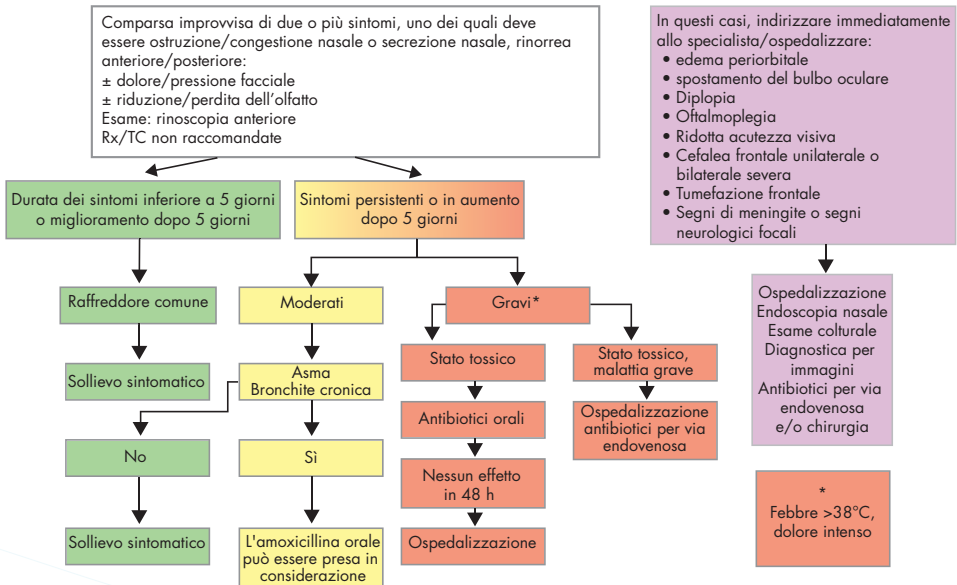 Comparsa improvvisa di due o più sintomi, uno dei quali deve
essere ostruzione/congestione nasale o secrezione nasale, rinorrea
anteriore/posteriore:
± dolore/pressione facciale
± riduzione/perdita dell'olfatto
Esame: rinoscopia anteriore
Rx/TC non raccomandate
In questi casi, indirizzare immediatamente
allo specialista/ospedalizzare:
• edema periorbitale
• spostamento del bulbo oculare
• Diplopia
• Oftalmoplegia
• Ridotta acutezza visiva
• Cefalea frontale unilaterale o
bilaterale severa
• Tumefazione frontale
• Segni di meningite o segni
neurologici focali
Durata dei sintomi inferiore a 5 giorni
o miglioramento dopo 5 giorni
Sintomi persistenti o in aumento
dopo 5 giorni
Raffreddore comune
Moderati
Gravi*
Sollievo sintomatico
Asma
Bronchite cronica
Stato tossico
Stato tossico,
malattia grave
Antibiotici orali
Ospedalizzazione
antibiotici per via
endovenosa
No
Sì
Nessun effetto
in 48 h
Sollievo sintomatico
L'amoxicillina orale
può essere presa in
considerazione
Ospedalizzazione
Ospedalizzazione
Endoscopia nasale
Esame colturale
Diagnostica per
immagini
Antibiotici per via
endovenosa
e/o chirurgia
*
Febbre >38°C,
dolore intenso